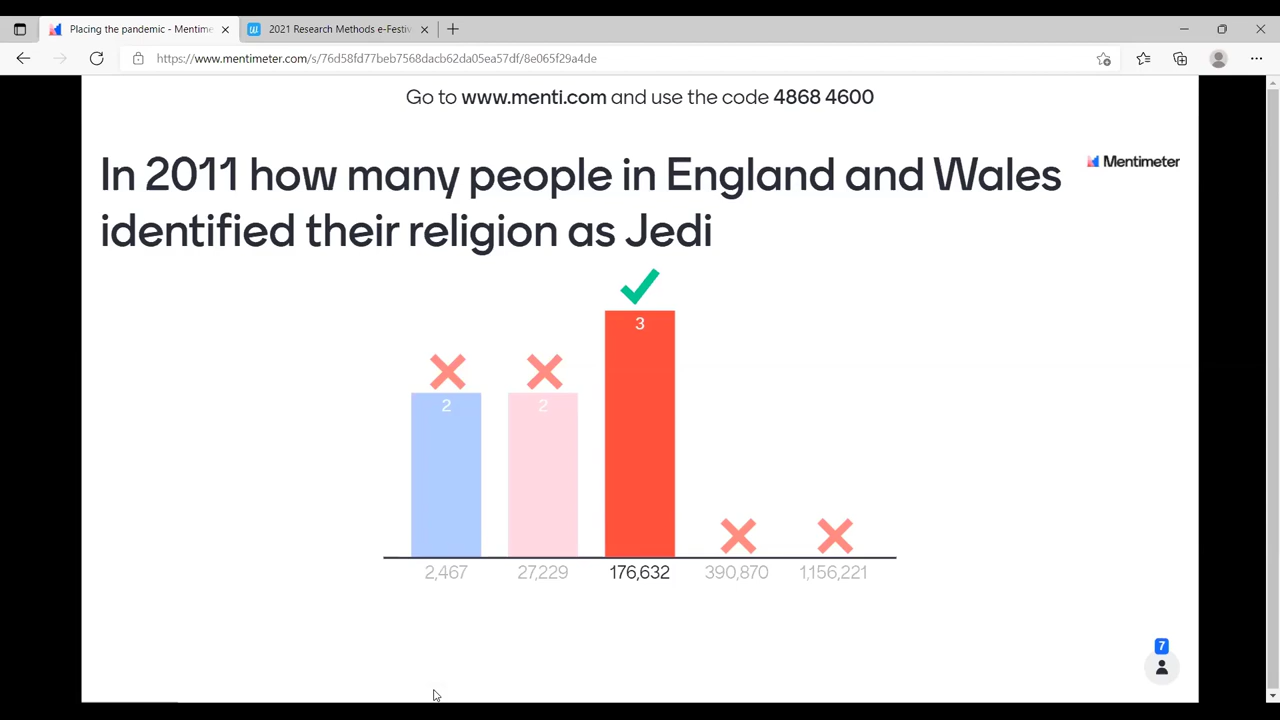 Placing the pandemic - Mentime
2021 Research Methods e-Festiv
https://www.mentimeter.com/s/76d58fd77beb7568dacb62da05ea57df/8e065f29a4de
Go to www.menti.com and use the code 4868 4600
In 2011 how many people in England and Wales
identified their religion as Jedi
Mentimeter
3
2
2
2,467
27,229
176,632
390,870
1,156,221
7